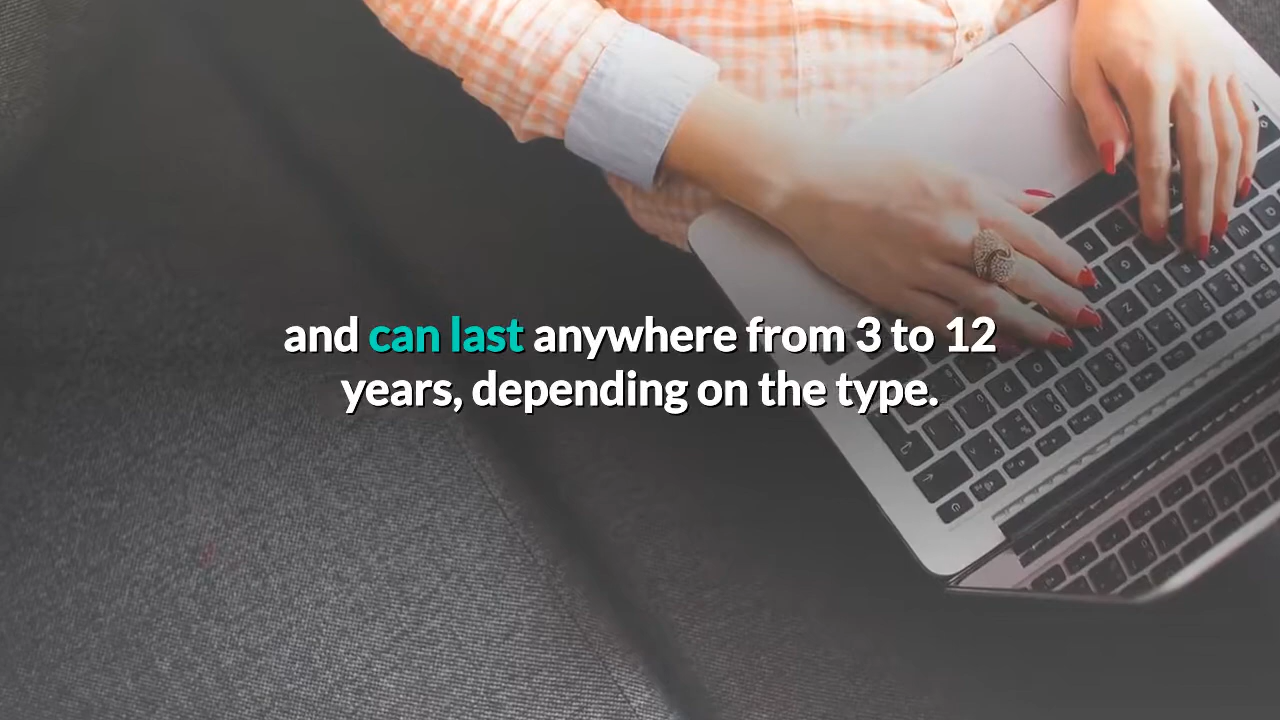 and can last anywhere from 3 to 12
years, depending on the type.